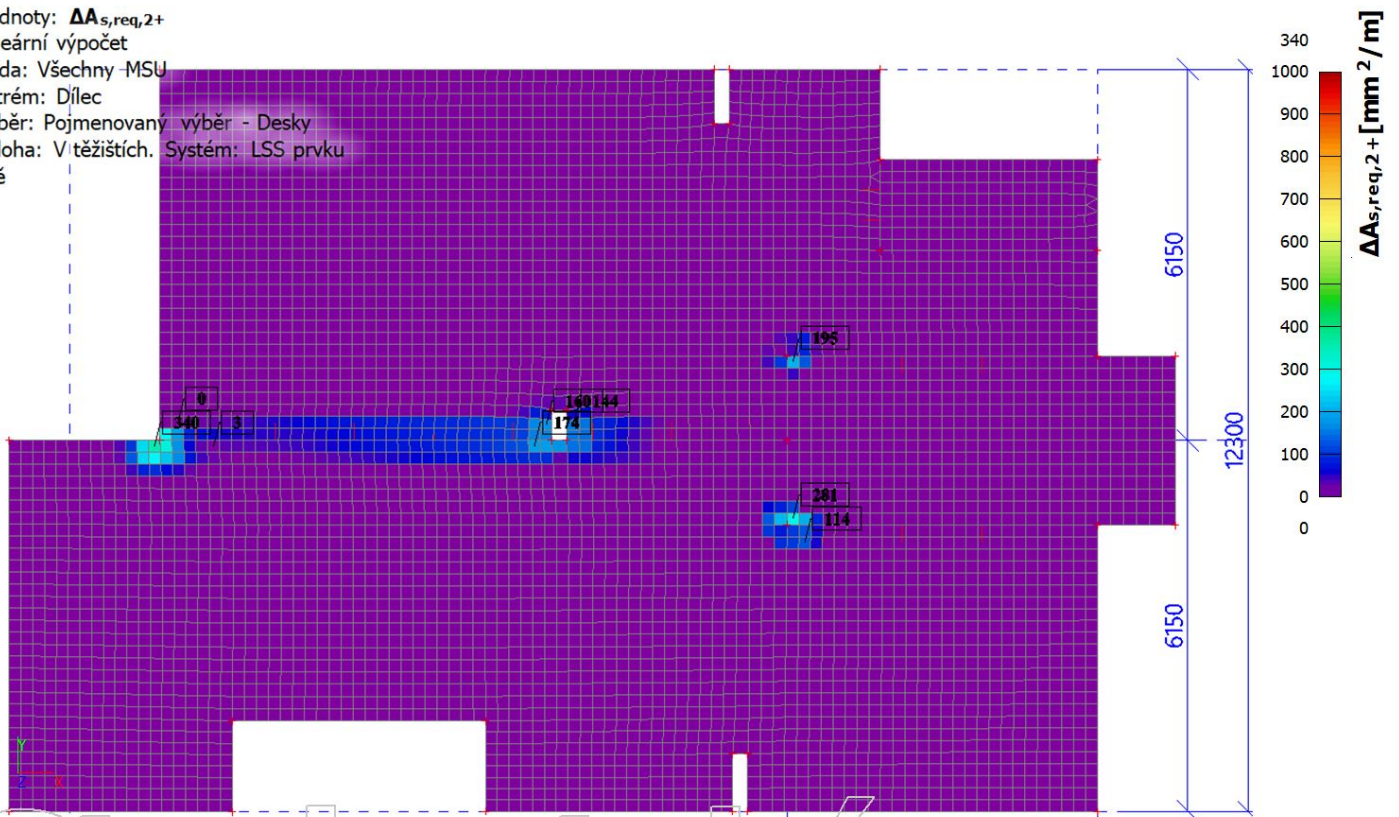 dnoty: ΔAs,req,2+
eární výpočet
da: Všechny MSU
trém: Dílec
běr: Pojmenovaný výběr - Desky
loha: V těžištích. Systém: LSS prvku
ě
340
1000
900
800
700
600
500
400
300
200
100
0
0
ΔAs,req,2+ [mm²/m]
6150
12300
6150
195
0
340
3
160
144
174
281
114
Y
Z
X